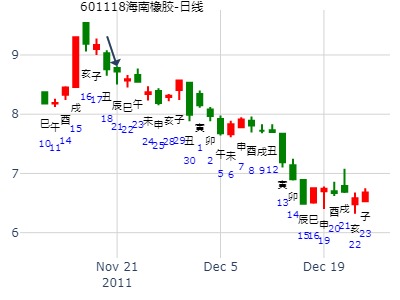 601118海南橡胶-日线
9
8
7
6
巳 午 酉 戌 亥 子 丑 辰 巳 午 未 申 亥 子 丑 寅 卯 午 未 申 酉 戌 丑 寅 卯 辰 巳 申 酉 戌 亥 子
10 11 14 15 16 17 18 21 22 23 24 25 28 29 30 1 2 5 6 7 8 9 12 13 14 15 16 19 20 21 22 23
Nov 21 Dec 5 Dec 19
2011